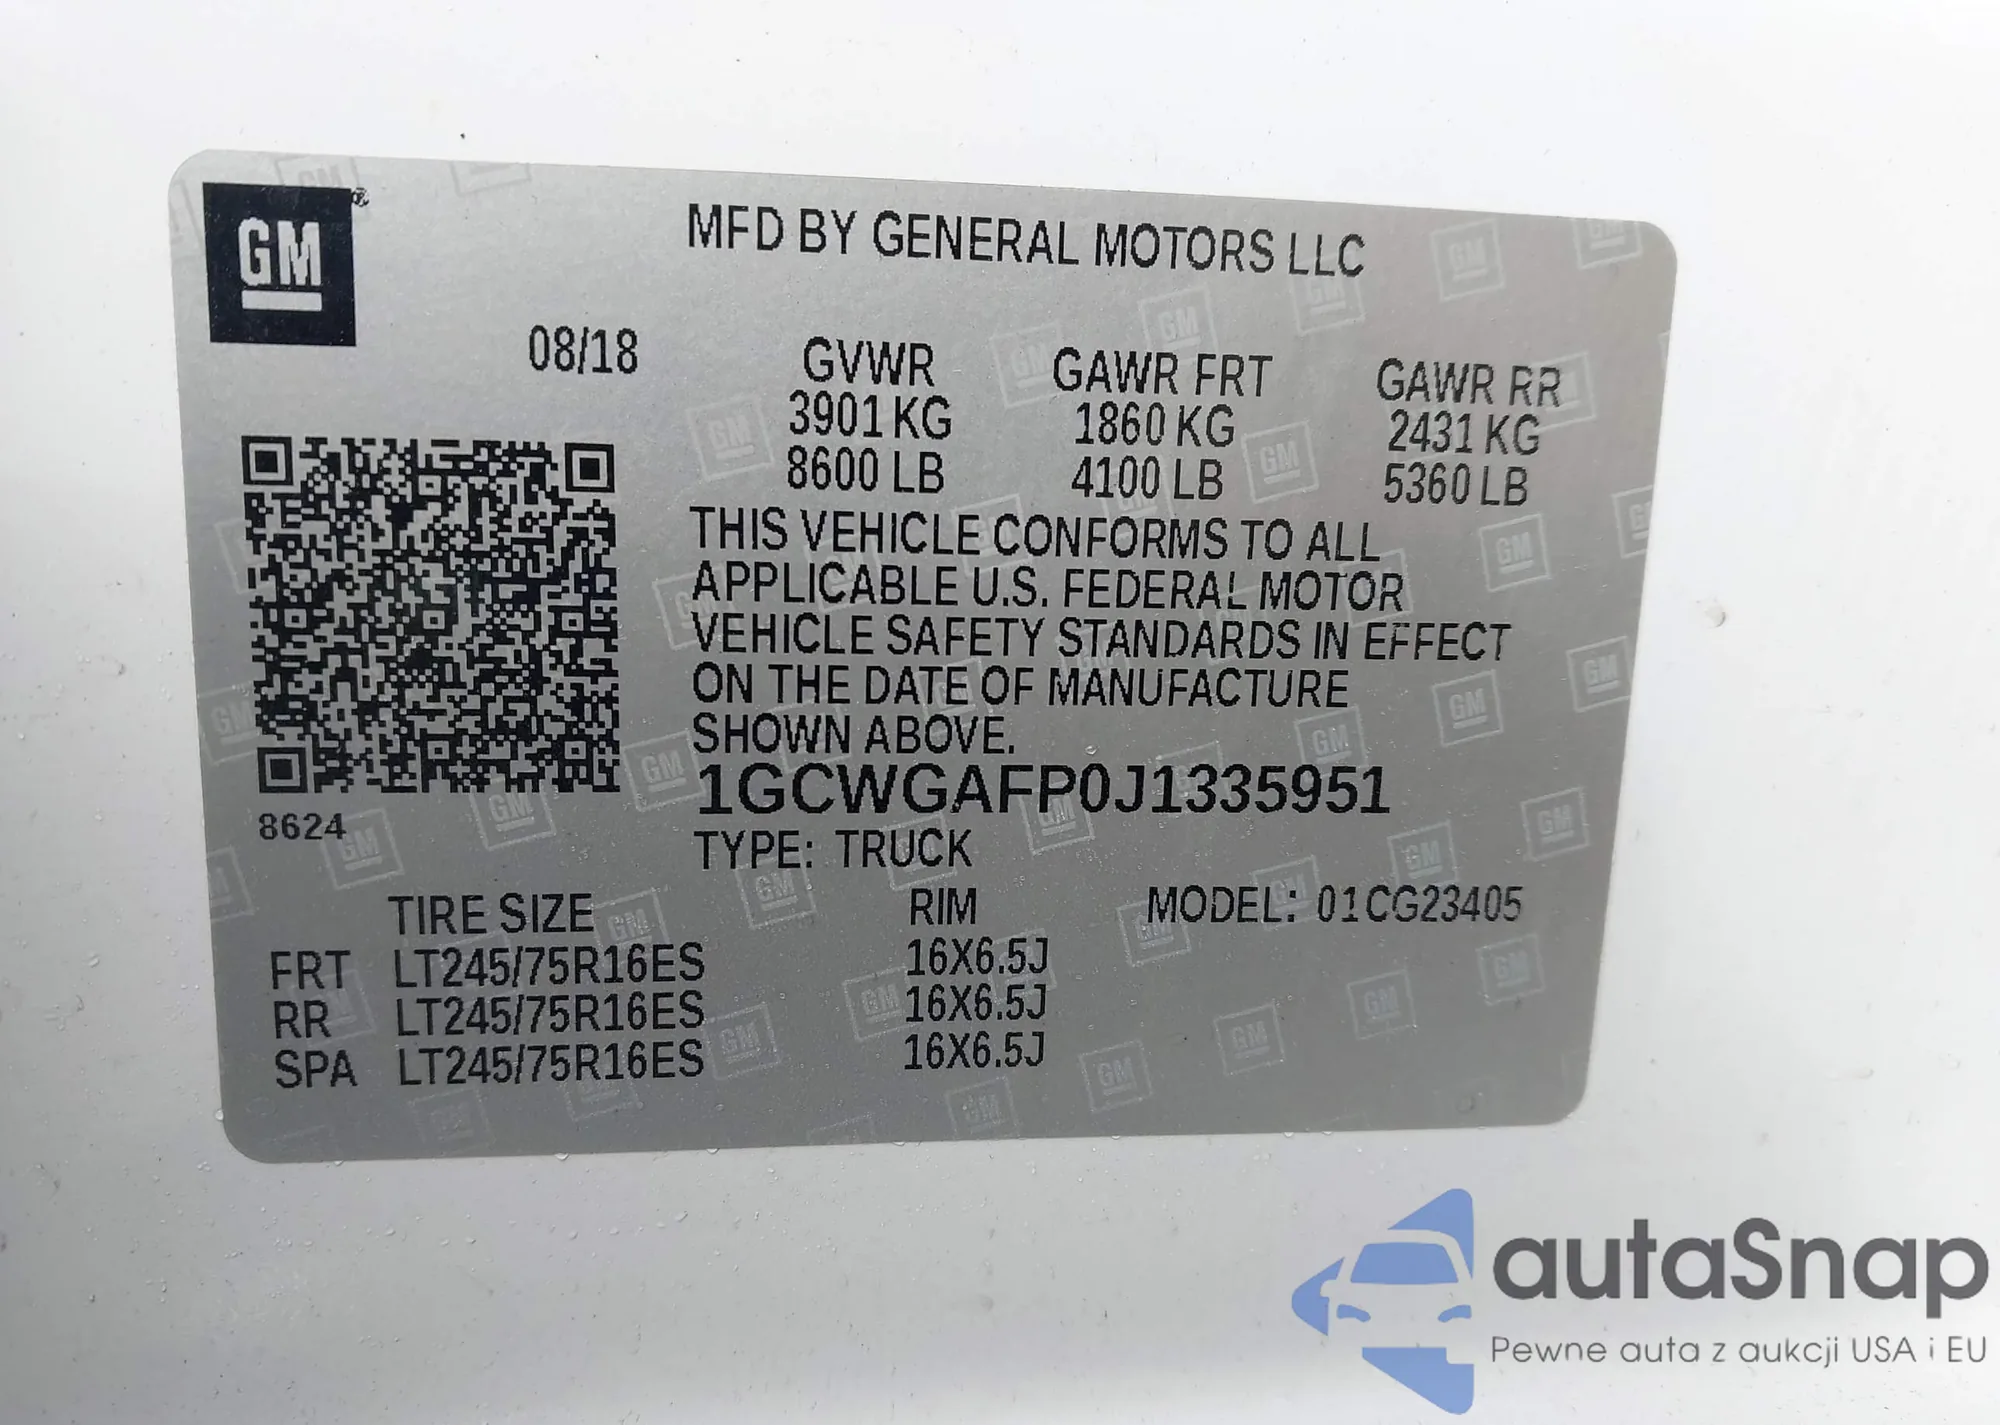 GM®
MFD BY GENERAL MOTORS LLC
08/18
GVWR GAWR FRT GAWR RR
3901 KG 1860 KG 2431 KG
8600 LB 4100 LB 5360 LB
THIS VEHICLE CONFORMS TO ALL
APPLICABLE U.S. FEDERAL MOTOR
VEHICLE SAFETY STANDARDS IN EFFECT
ON THE DATE OF MANUFACTURE
SHOWN ABOVE.
1GCWGAFP0J1335951
8624
TYPE: TRUCK
TIRE SIZE RIM MODEL: 01CG23405
FRT LT245/75R16ES 16X6.5J
RR LT245/75R16ES 16X6.5J
SPA LT245/75R16ES 16X6.5J
autaSnap
Pewne auta z aukcji USA i EU